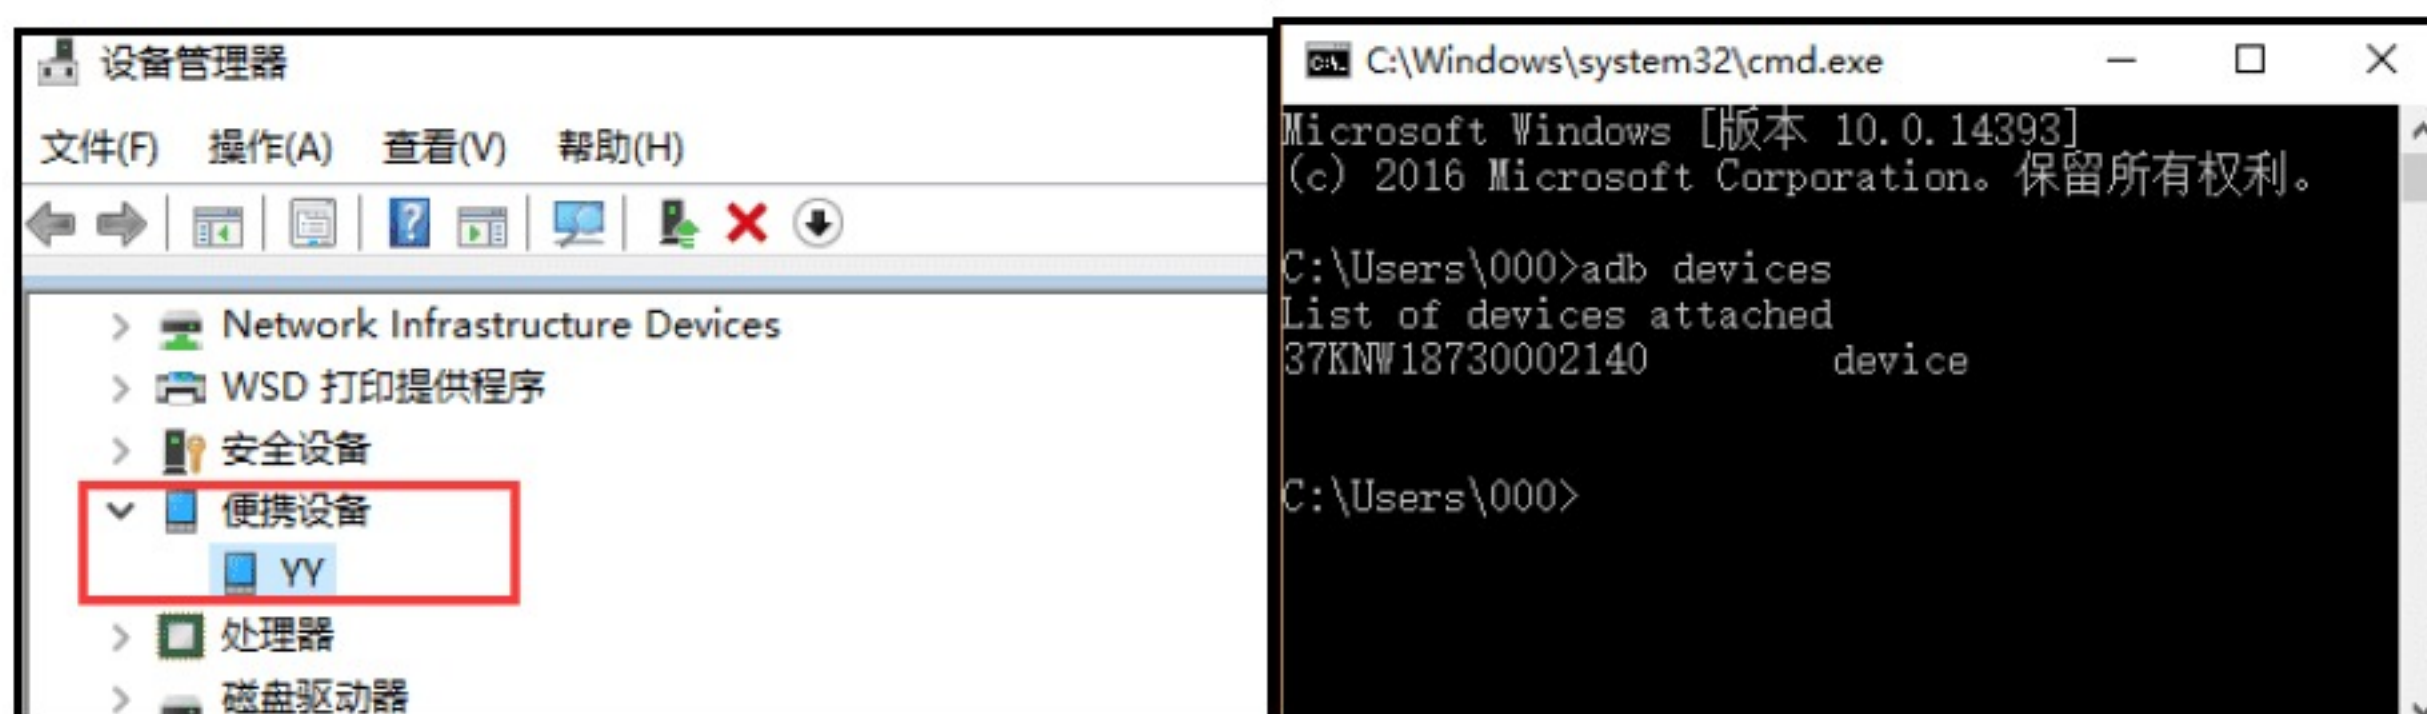 设备管理器
文件(F) 操作(A) 查看(V) 帮助(H)
Network Infrastructure Devices
WSD 打印提供程序
安全设备
便携设备
YY
处理器
磁盘驱动器
C:\Windows\system32\cmd.exe
Microsoft Windows [版本 10.0.14393]
(c) 2016 Microsoft Corporation。保留所有权利。
C:\Users\000>adb devices
List of devices attached
37KNW18730002140 device
C:\Users\000>